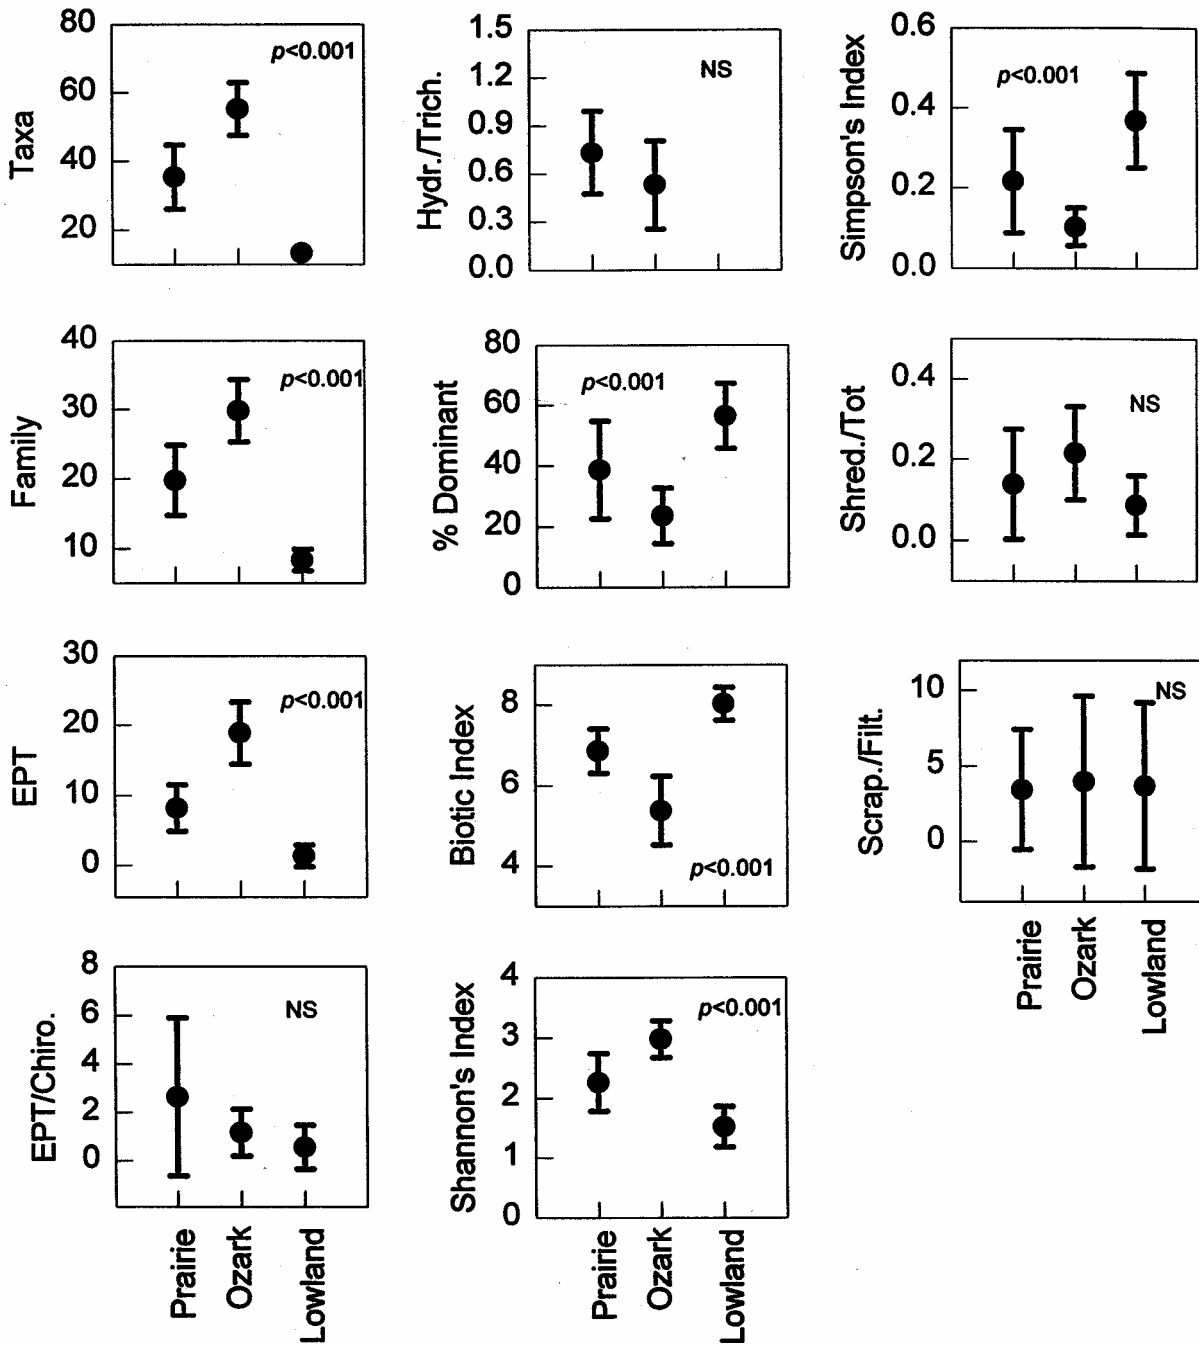 Taxa
80
60
40
20
p<0.001
Hydr./Trich.
1.5
1.2
0.9
0.6
0.3
0.0
NS
Simpson's Index
0.6
0.4
0.2
0.0
p<0.001
Family
40
30
20
10
p<0.001
% Dominant
80
60
40
20
0
p<0.001
Shred./Tot
0.4
0.2
0.0
NS
EPT
30
20
10
0
p<0.001
Biotic Index
8
6
4
p<0.001
Scrap./Filt.
10
5
0
NS
Prairie
Ozark
Lowland
EPT/Chiro.
8
6
4
2
0
NS
Prairie
Ozark
Lowland
Shannon's Index
4
3
2
1
0
p<0.001
Prairie
Ozark
Lowland